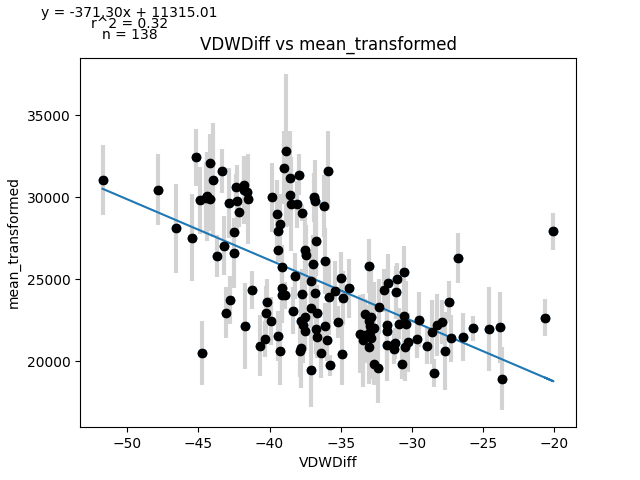 y = -371.30x + 11315.01
r^2 = 0.32
n = 138
VDWDiff vs mean_transformed
mean_transformed
35000
30000
25000
20000
−50
−45
−40
−35
−30
−25
−20
VDWDiff